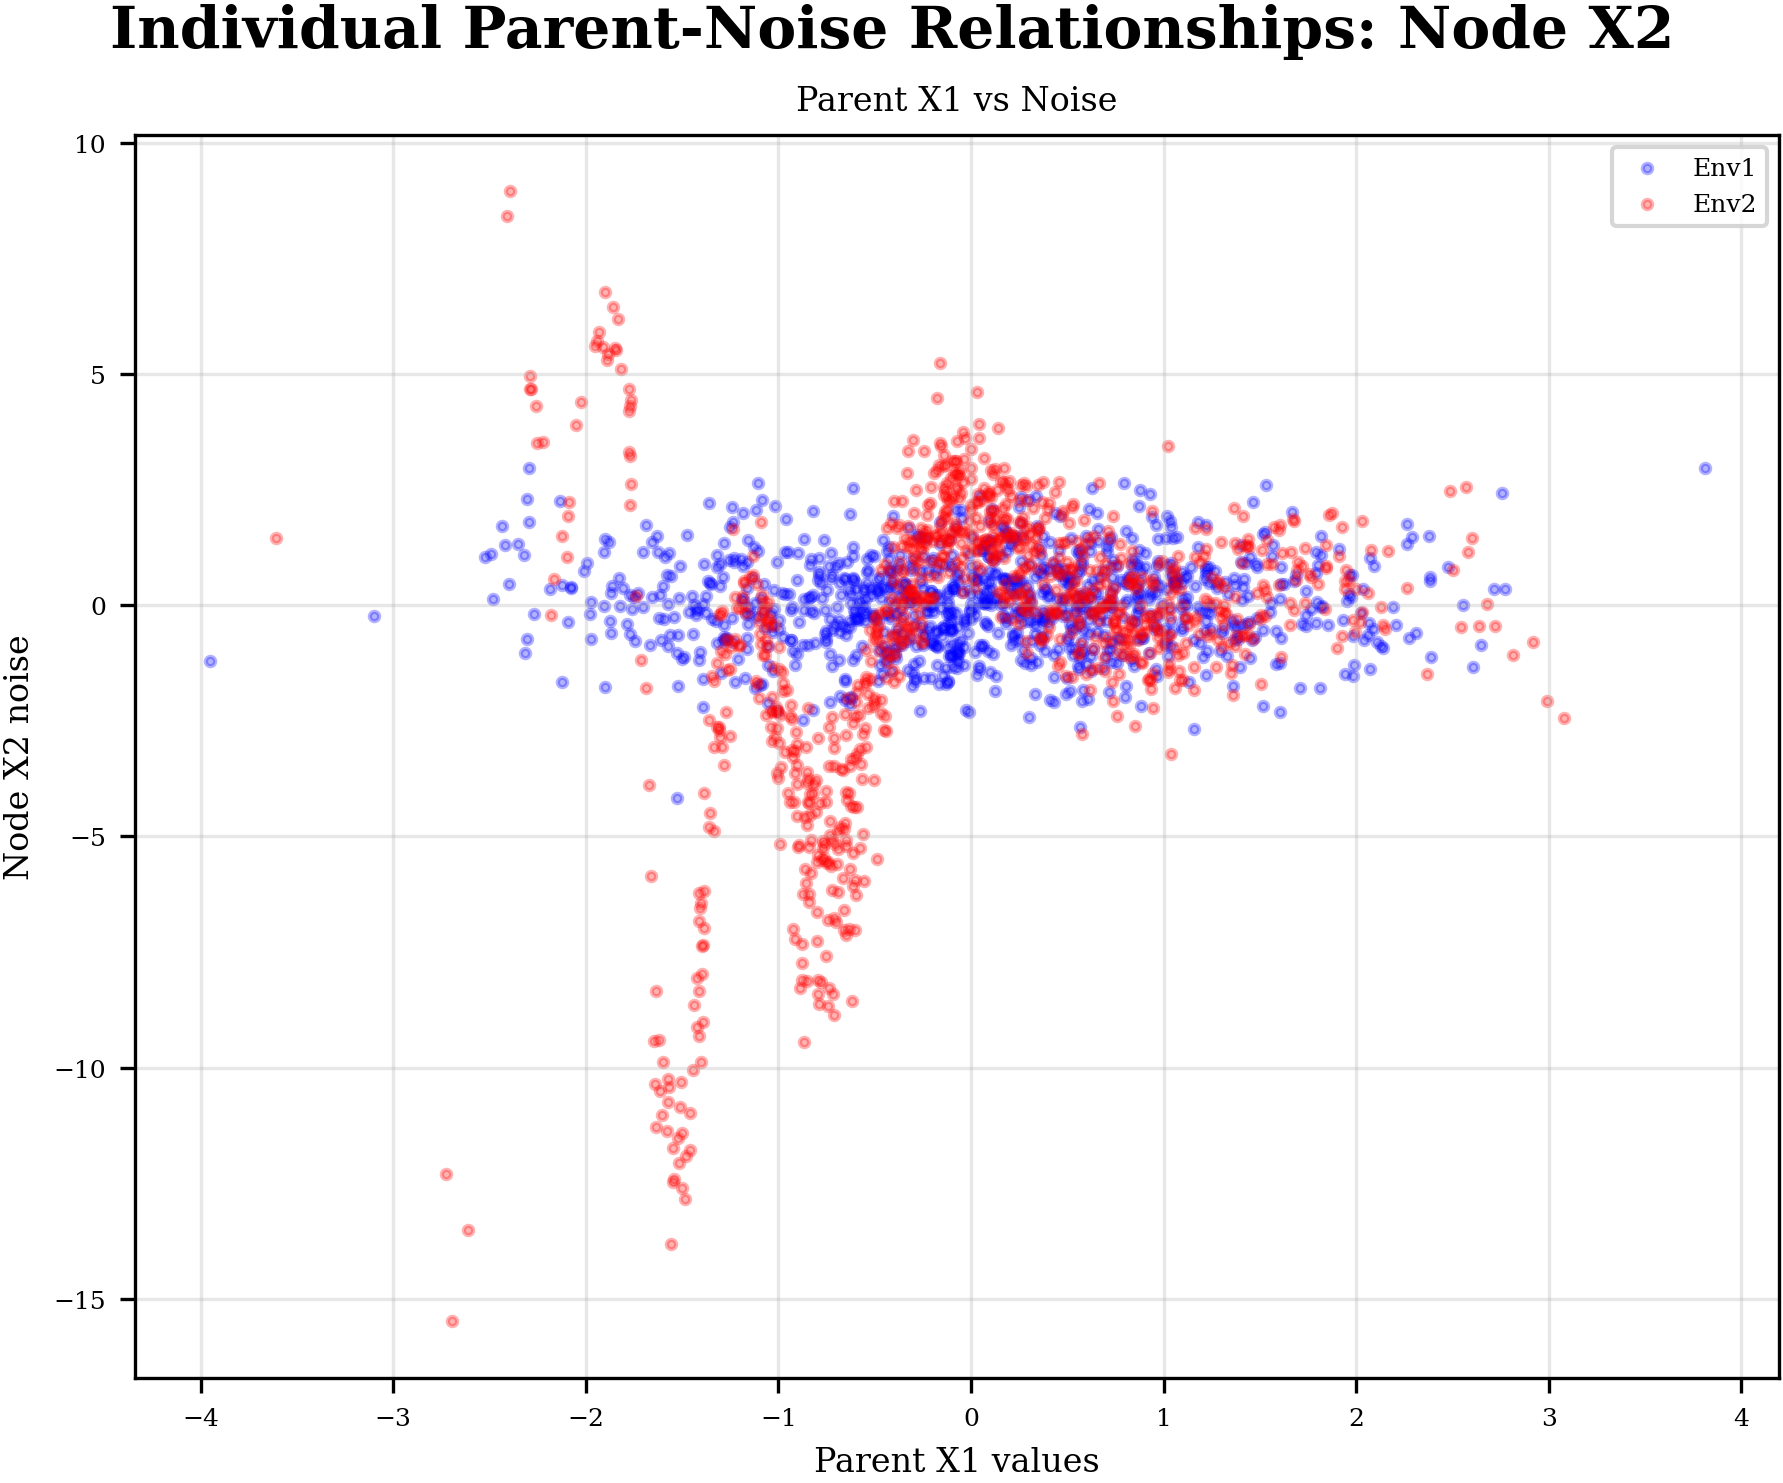 Individual Parent-Noise Relationships: Node X2
Parent X1 vs Noise
Env1
Env2
10
5
0
−5
−10
−15
Node X2 noise
−4
−3
−2
−1
0
1
2
3
4
Parent X1 values